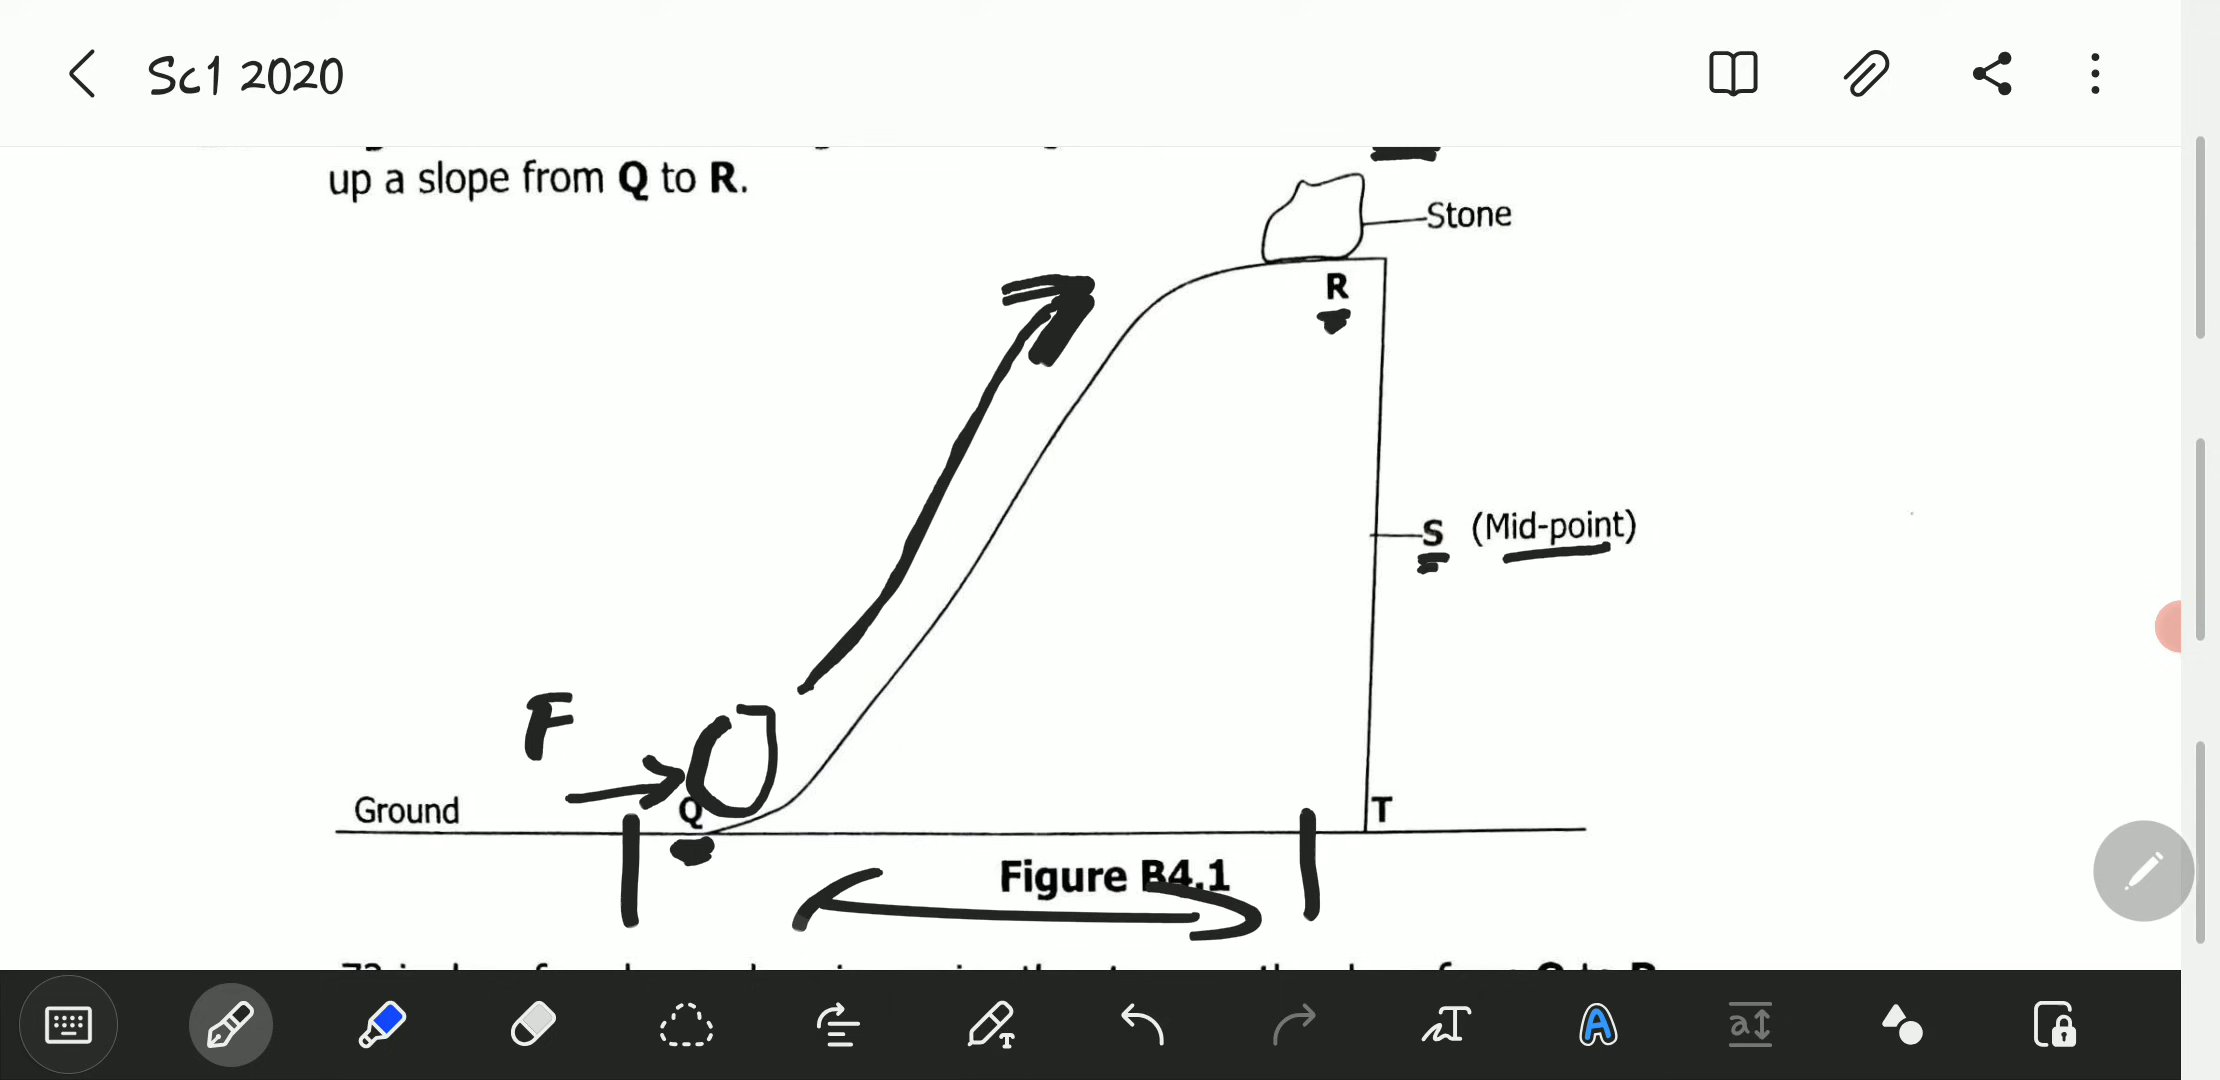 Sc1 2020
up a slope from Q to R.
Stone
R
S (Mid-point)
F
Q
Ground
T
Figure B4.1